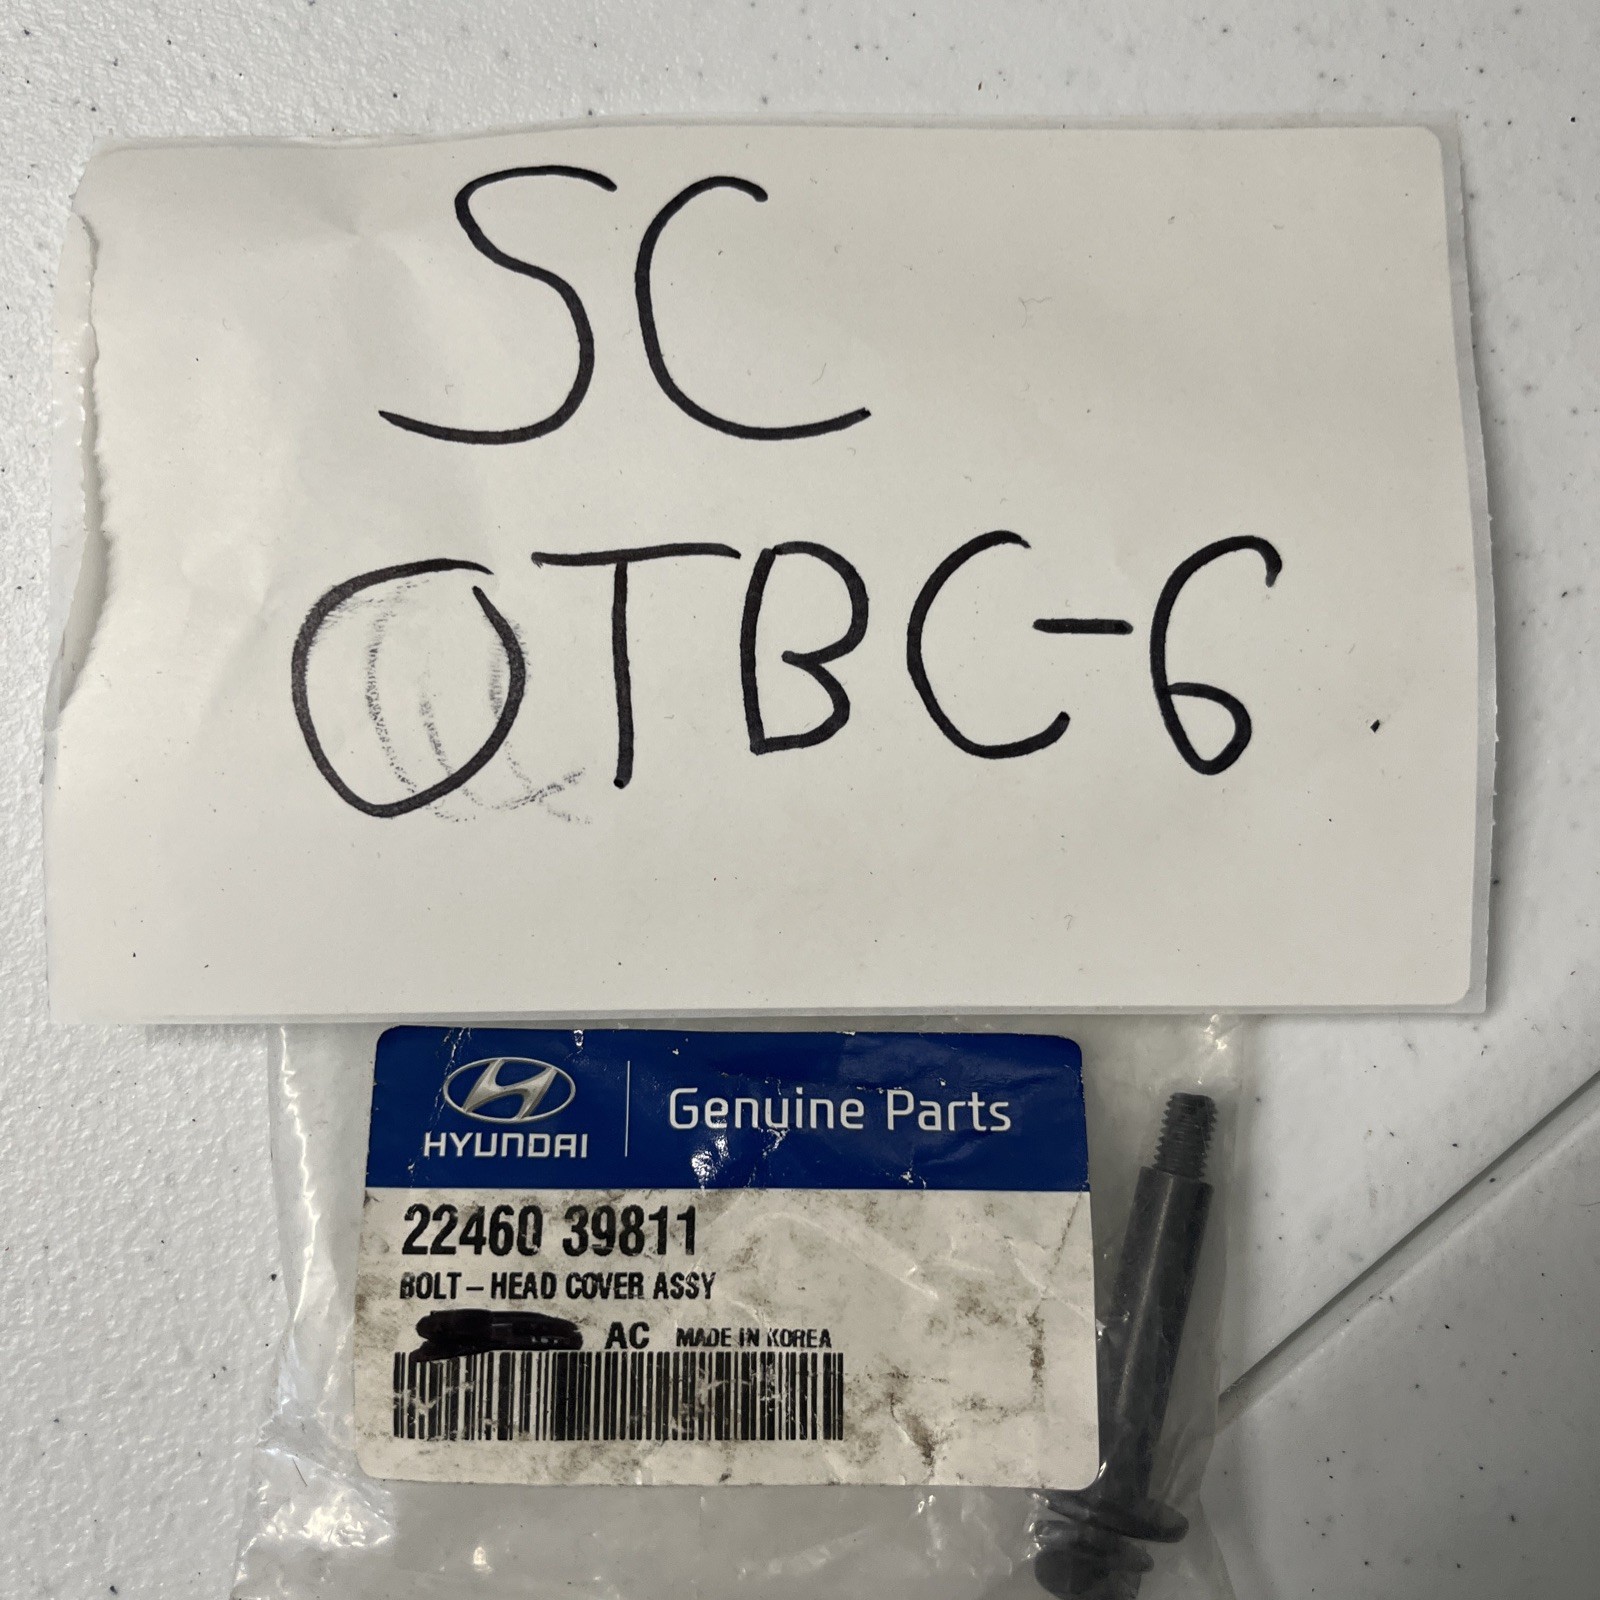 SC
OTBC-6
HYUNDAI
Genuine Parts
22460 39811
BOLT-HEAD COVER ASSY
AC MADE IN KOREA